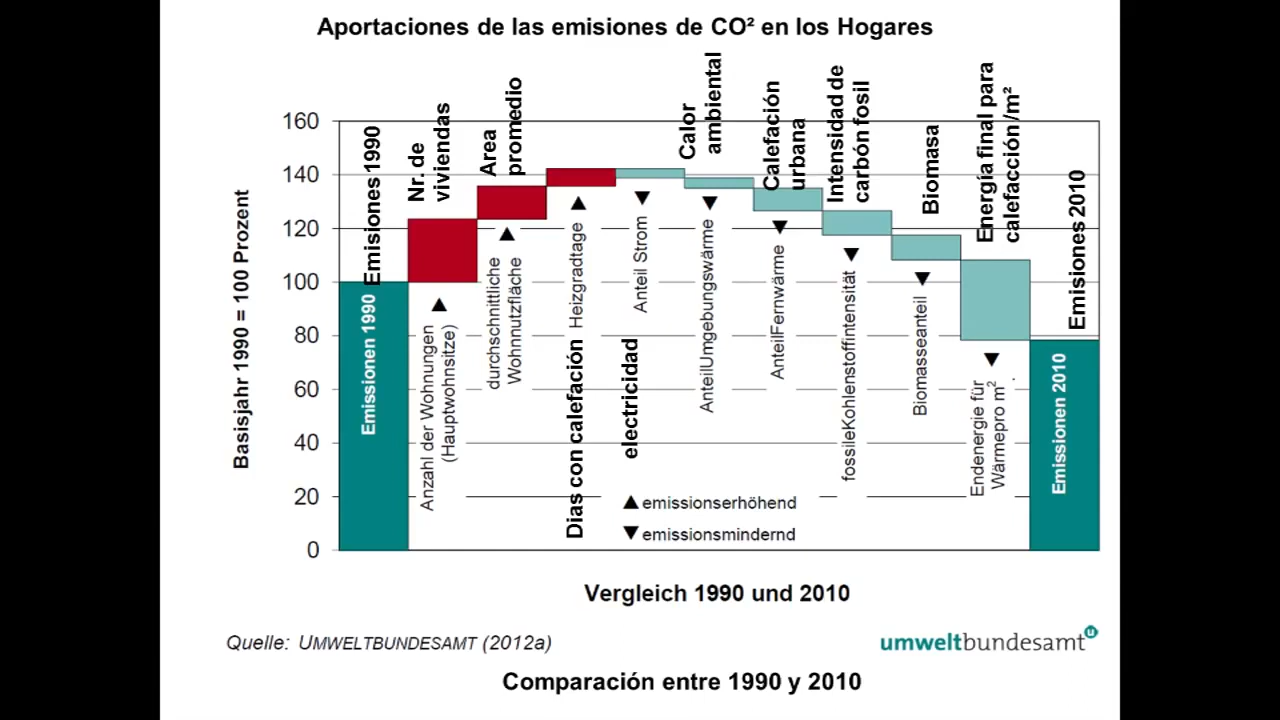 Aportaciones de las emisiones de CO² en los Hogares
Basisjahr 1990 = 100 Prozent
160
140
120
100
80
60
40
20
0
Emisiones 1990
Nr. de
viviendas
Area
promedio
Dias con calefación
electricidad
Calor
ambiental
Calefación
urbana
Intensidad de
carbón fosil
Biomasa
Energía final para
calefacción /m²
Emisiones 2010
Emissionen 1990
Anzahl der Wohnungen
(Hauptwohnsitze)
durchschnittliche
Wohnnutzfläche
Heizgradtage
Anteil Strom
AnteilUmgebungswärme
AnteilFernwärme
fossileKohlenstoffintensität
Biomasseanteil
Endenergie für
Wärmepro m²
Emissionen 2010
▲ emissionserhöhend
▼ emissionsmindernd
Vergleich 1990 und 2010
Quelle: UMWELTBUNDESAMT (2012a)
umweltbundesamt u
Comparación entre 1990 y 2010